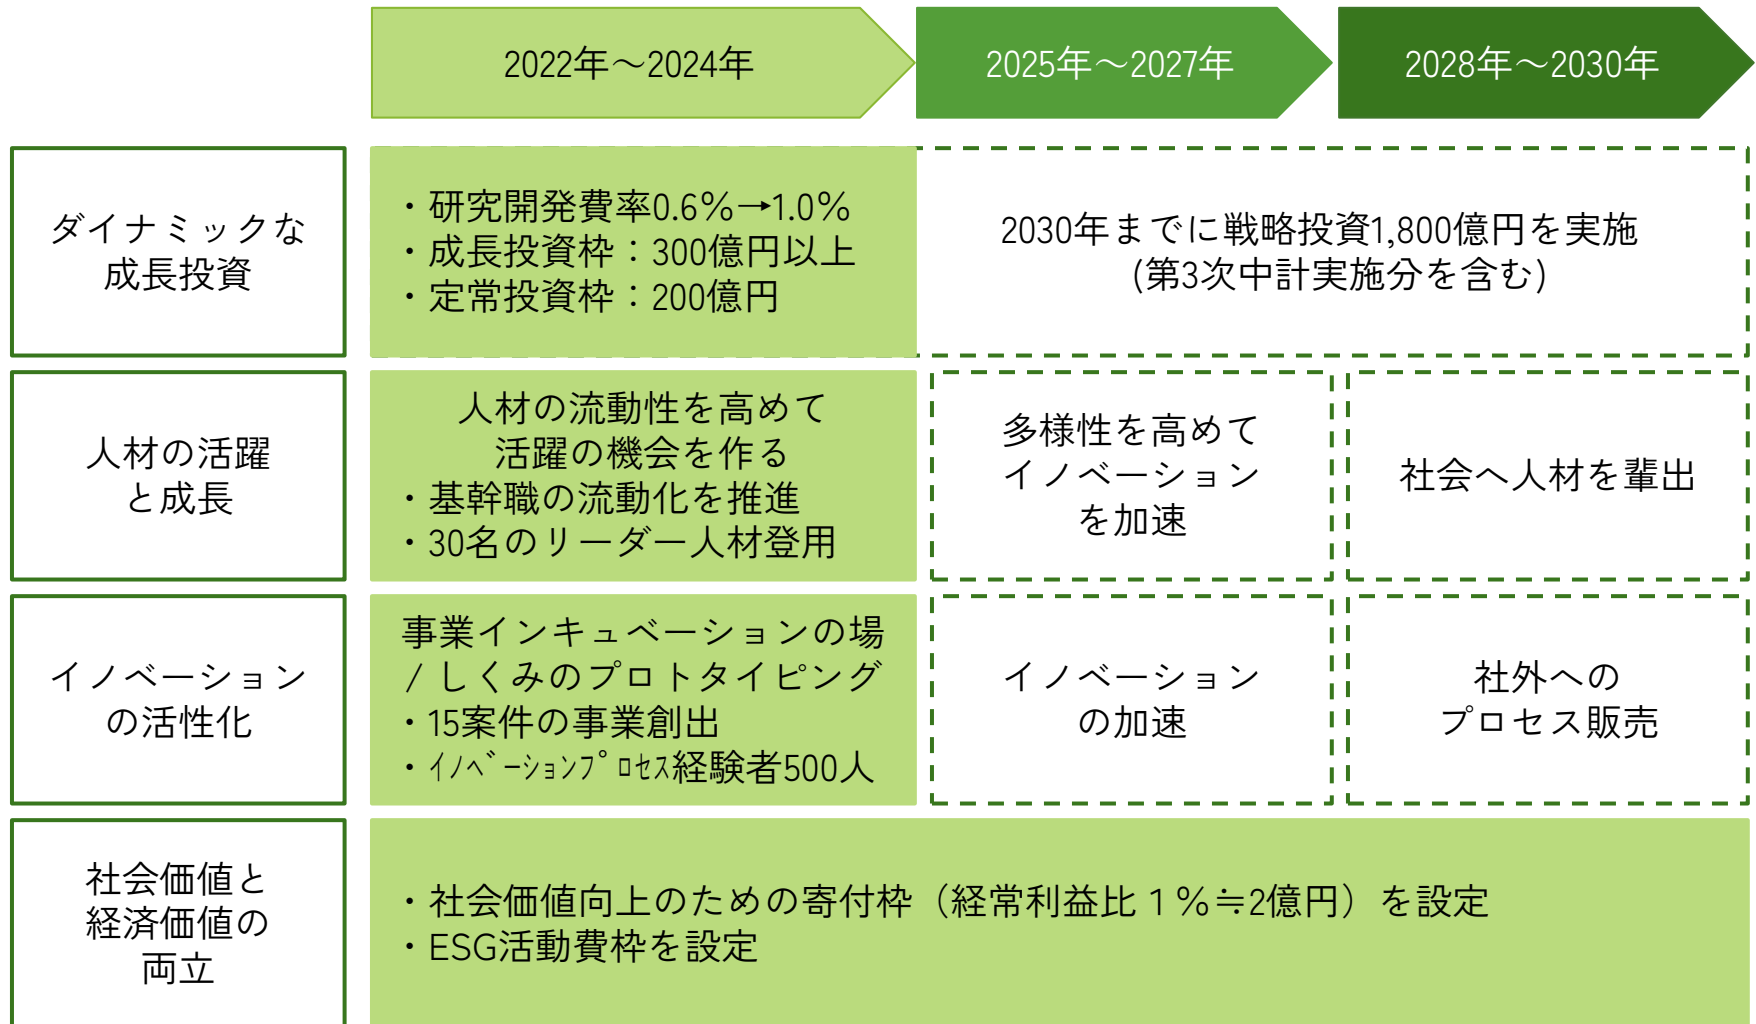 2022年～2024年
2025年～2027年
2028年～2030年
ダイナミックな
成長投資
・研究開発費率0.6％→1.0％
・成長投資枠：300億円以上
・定常投資枠：200億円
2030年までに戦略投資1,800億円を実施
(第3次中計実施分を含む)
人材の活躍
と成長
人材の流動性を高めて
活躍の機会を作る
・基幹職の流動化を推進
・30名のリーダー人材登用
多様性を高めて
イノベーション
を加速
社会へ人材を輩出
イノベーション
の活性化
事業インキュベーションの場
/ しくみのプロトタイピング
・15案件の事業創出
・ｲﾉﾍﾞｰｼｮﾝﾌﾟﾛｾｽ経験者500人
イノベーション
の加速
社外への
プロセス販売
社会価値と
経済価値の
両立
・社会価値向上のための寄付枠（経常利益比１％≒2億円）を設定
・ESG活動費枠を設定